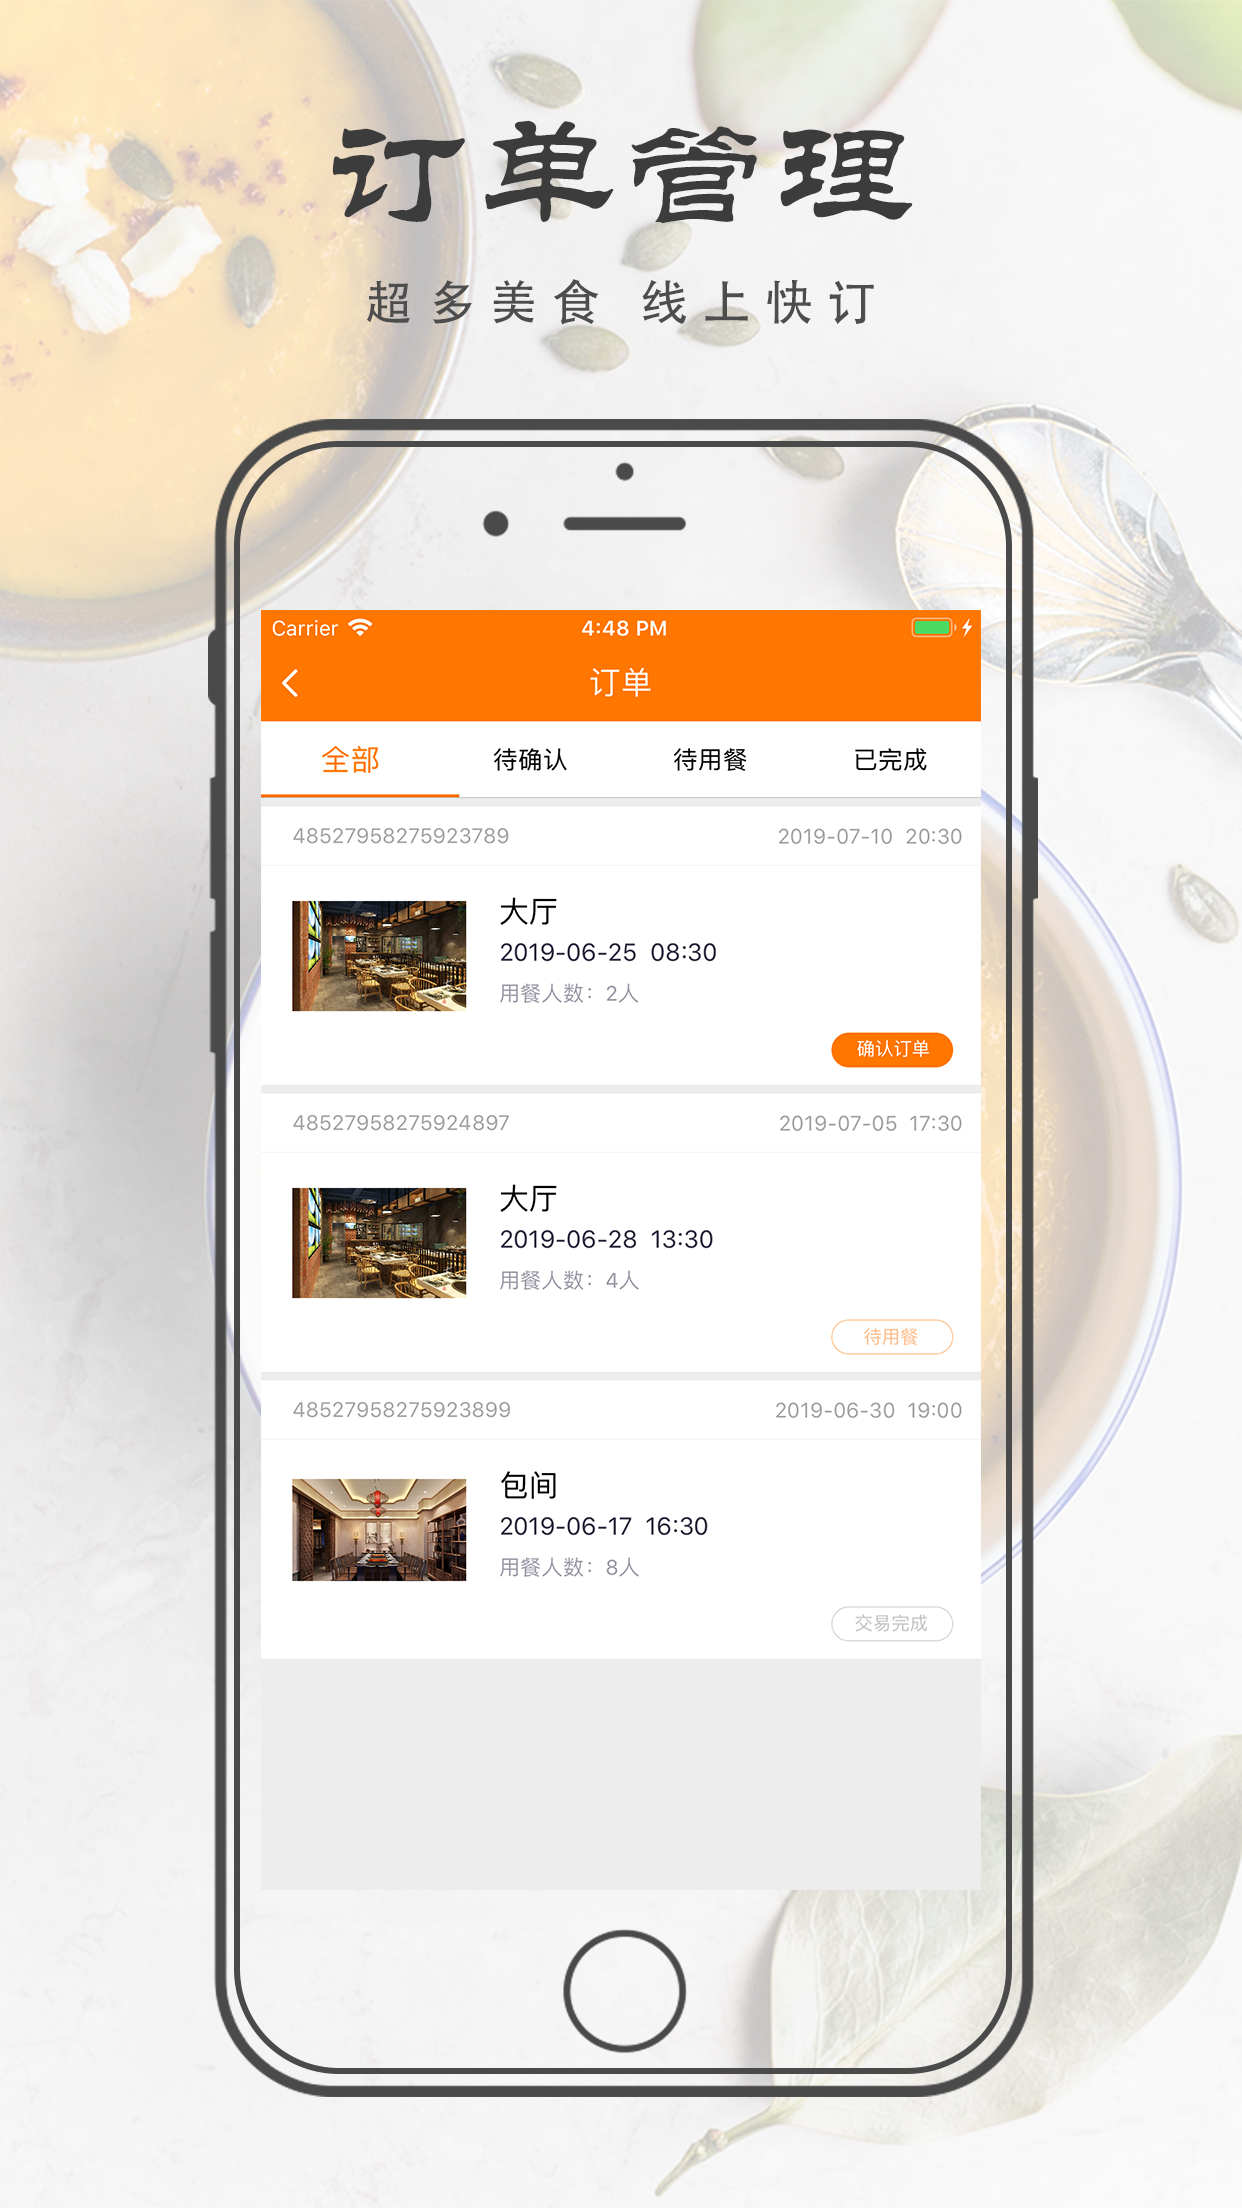 订单管理
超多美食 线上快订
Carrier 4:48 PM
订单
全部 待确认 待用餐 已完成
48527958275923789 2019-07-10 20:30
大厅
2019-06-25 08:30
用餐人数：2人
确认订单
48527958275924897 2019-07-05 17:30
大厅
2019-06-28 13:30
用餐人数：4人
待用餐
48527958275923899 2019-06-30 19:00
包间
2019-06-17 16:30
用餐人数：8人
交易完成